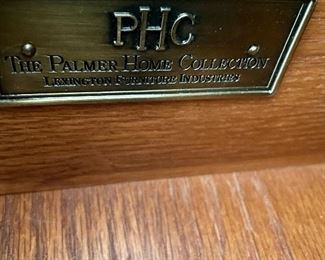 PHC
THE PALMER HOME COLLECTION
LEXINGTON FURNITURE INDUSTRIES